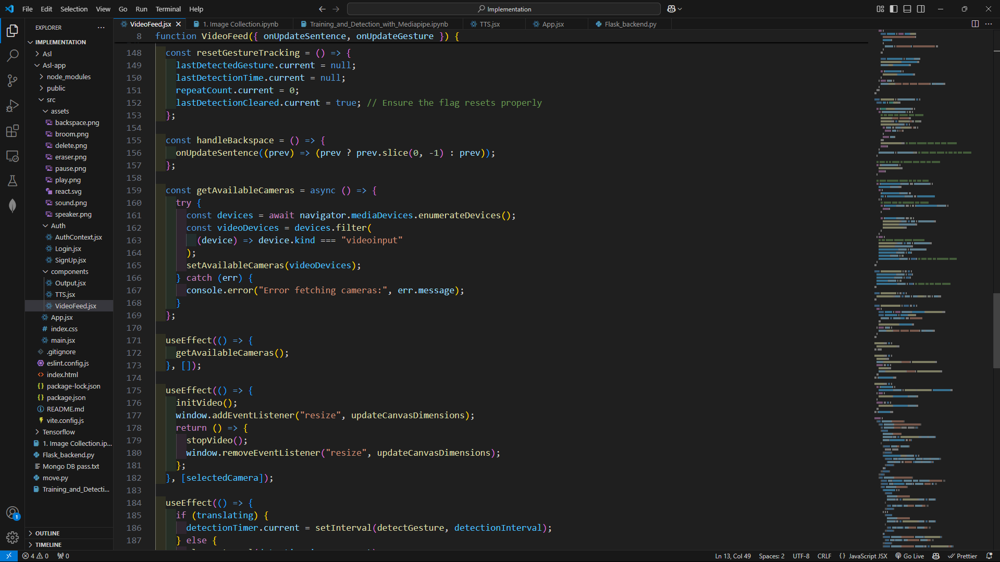 File Edit Selection View Go Run Terminal Help
Implementation
EXPLORER
VideoFeed.jsx
1. Image Collection.ipynb
Training_and_Detection_with_Mediapipe.ipynb
TTS.jsx
App.jsx
Flask_backend.py
IMPLEMENTATION
Asl
Asl-app
node_modules
public
src
assets
backspace.png
broom.png
delete.png
eraser.png
pause.png
play.png
react.svg
sound.png
speaker.png
Auth
AuthContext.jsx
Login.jsx
SignUp.jsx
components
Output.jsx
TTS.jsx
VideoFeed.jsx
App.jsx
# index.css
main.jsx
.gitignore
eslint.config.js
<> index.html
{} package-lock.json
{} package.json
README.md
vite.config.js
Tensorflow
1. Image Collection.ip...
Flask_backend.py
Mongo DB pass.txt
move.py
Training_and_Detecti...
OUTLINE
TIMELINE
1
8 function VideoFeed({ onUpdateSentence, onUpdateGesture }) {
148 const resetGestureTracking = () => {
149 lastDetectedGesture.current = null;
150 lastDetectionTime.current = null;
151 repeatCount.current = 0;
152 lastDetectionCleared.current = true; // Ensure the flag resets properly
153 };
154
155 const handleBackspace = () => {
156 onUpdateSentence((prev) => (prev ? prev.slice(0, -1) : prev));
157 };
158
159 const getAvailableCameras = async () => {
160 try {
161 const devices = await navigator.mediaDevices.enumerateDevices();
162 const videoDevices = devices.filter(
163 (device) => device.kind === "videoinput"
164 );
165 setAvailableCameras(videoDevices);
166 } catch (err) {
167 console.error("Error fetching cameras:", err.message);
168 }
169 };
170
171 useEffect(() => {
172 getAvailableCameras();
173 }, []);
174
175 useEffect(() => {
176 initVideo();
177 window.addEventListener("resize", updateCanvasDimensions);
178 return () => {
179 stopVideo();
180 window.removeEventListener("resize", updateCanvasDimensions);
181 };
182 }, [selectedCamera]);
183
184 useEffect(() => {
185 if (translating) {
186 detectionTimer.current = setInterval(detectGesture, detectionInterval);
187 } else {
4 0 0
Ln 13, Col 49 Spaces: 2 UTF-8 CRLF {} JavaScript JSX Go Live Prettier